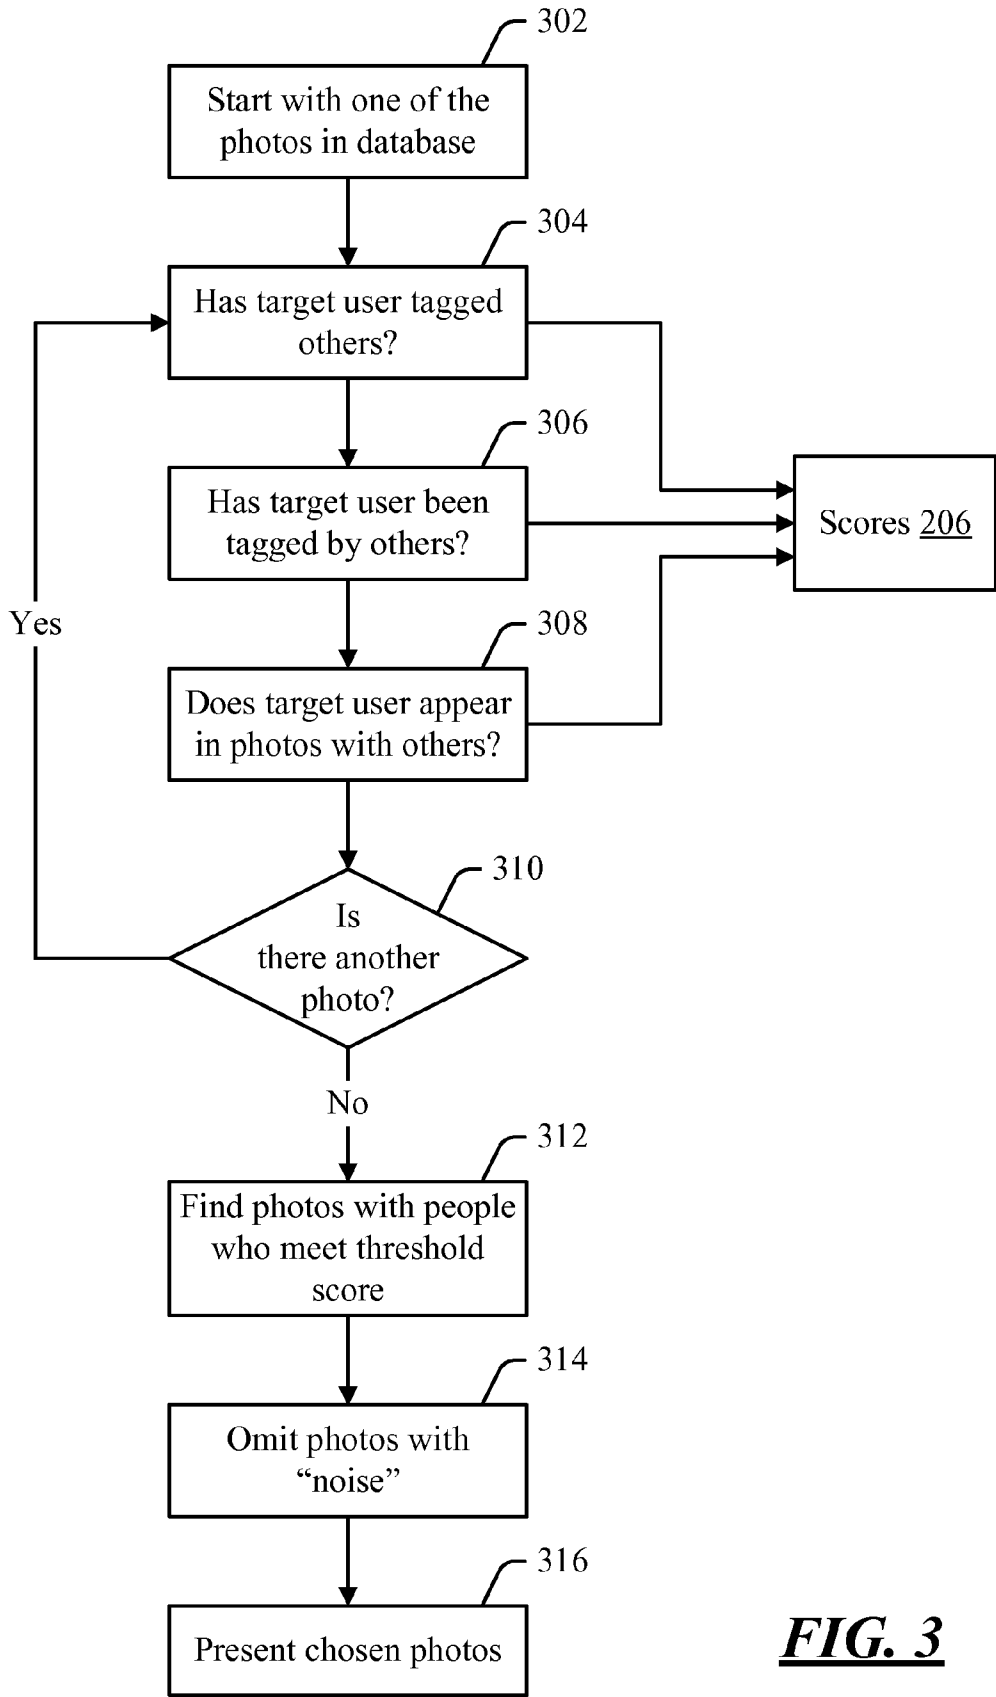 302
Start with one of the
photos in database
304
Has target user tagged
others?
306
Has target user been
tagged by others?
Scores 206
Yes
308
Does target user appear
in photos with others?
310
Is
there another
photo?
No
312
Find photos with people
who meet threshold
score
314
Omit photos with
“noise”
316
Present chosen photos
FIG. 3